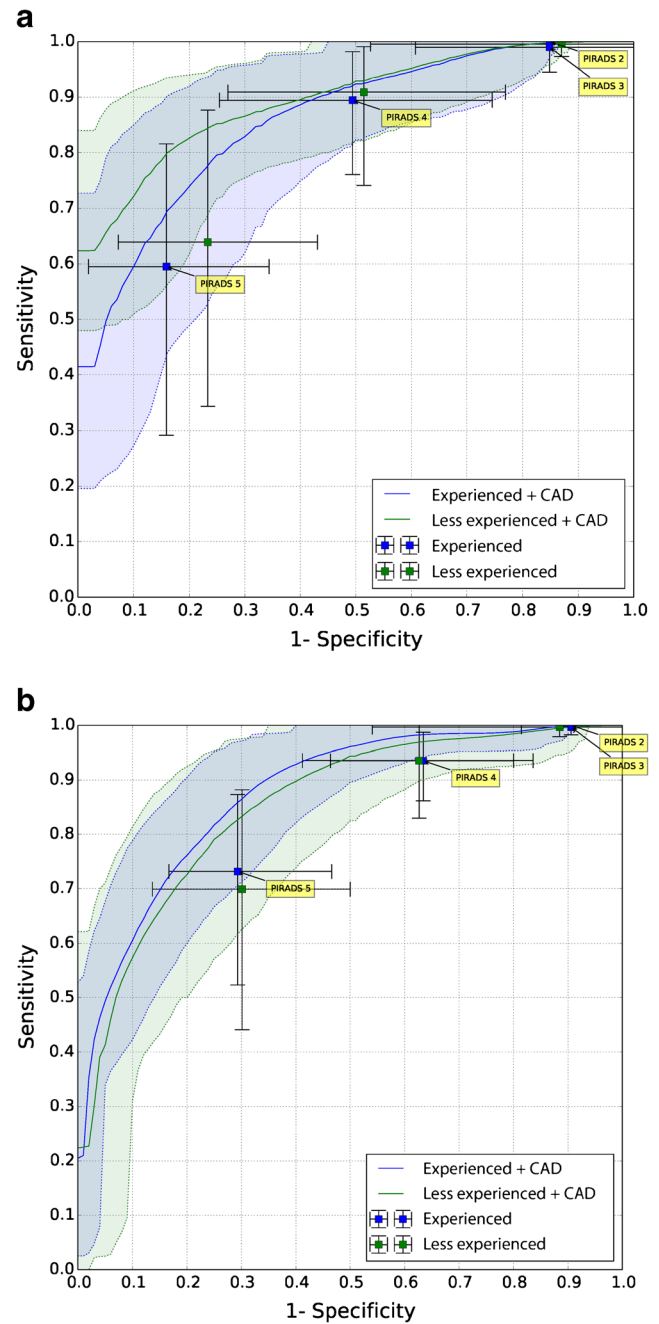 a
1.0
PIRADS 2
PIRADS 3
0.9
PIRADS 4
0.8
0.7
0.6
PIRADS 5
0.5
0.4
0.3
0.2
0.1
0.0
Sensitivity
Experienced + CAD
Less experienced + CAD
Experienced
Less experienced
0.0 0.1 0.2 0.3 0.4 0.5 0.6 0.7 0.8 0.9 1.0
1- Specificity
b
1.0
PIRADS 2
PIRADS 3
0.9
PIRADS 4
0.8
0.7
PIRADS 5
0.6
0.5
0.4
0.3
0.2
0.1
0.0
Sensitivity
Experienced + CAD
Less experienced + CAD
Experienced
Less experienced
0.0 0.1 0.2 0.3 0.4 0.5 0.6 0.7 0.8 0.9 1.0
1- Specificity